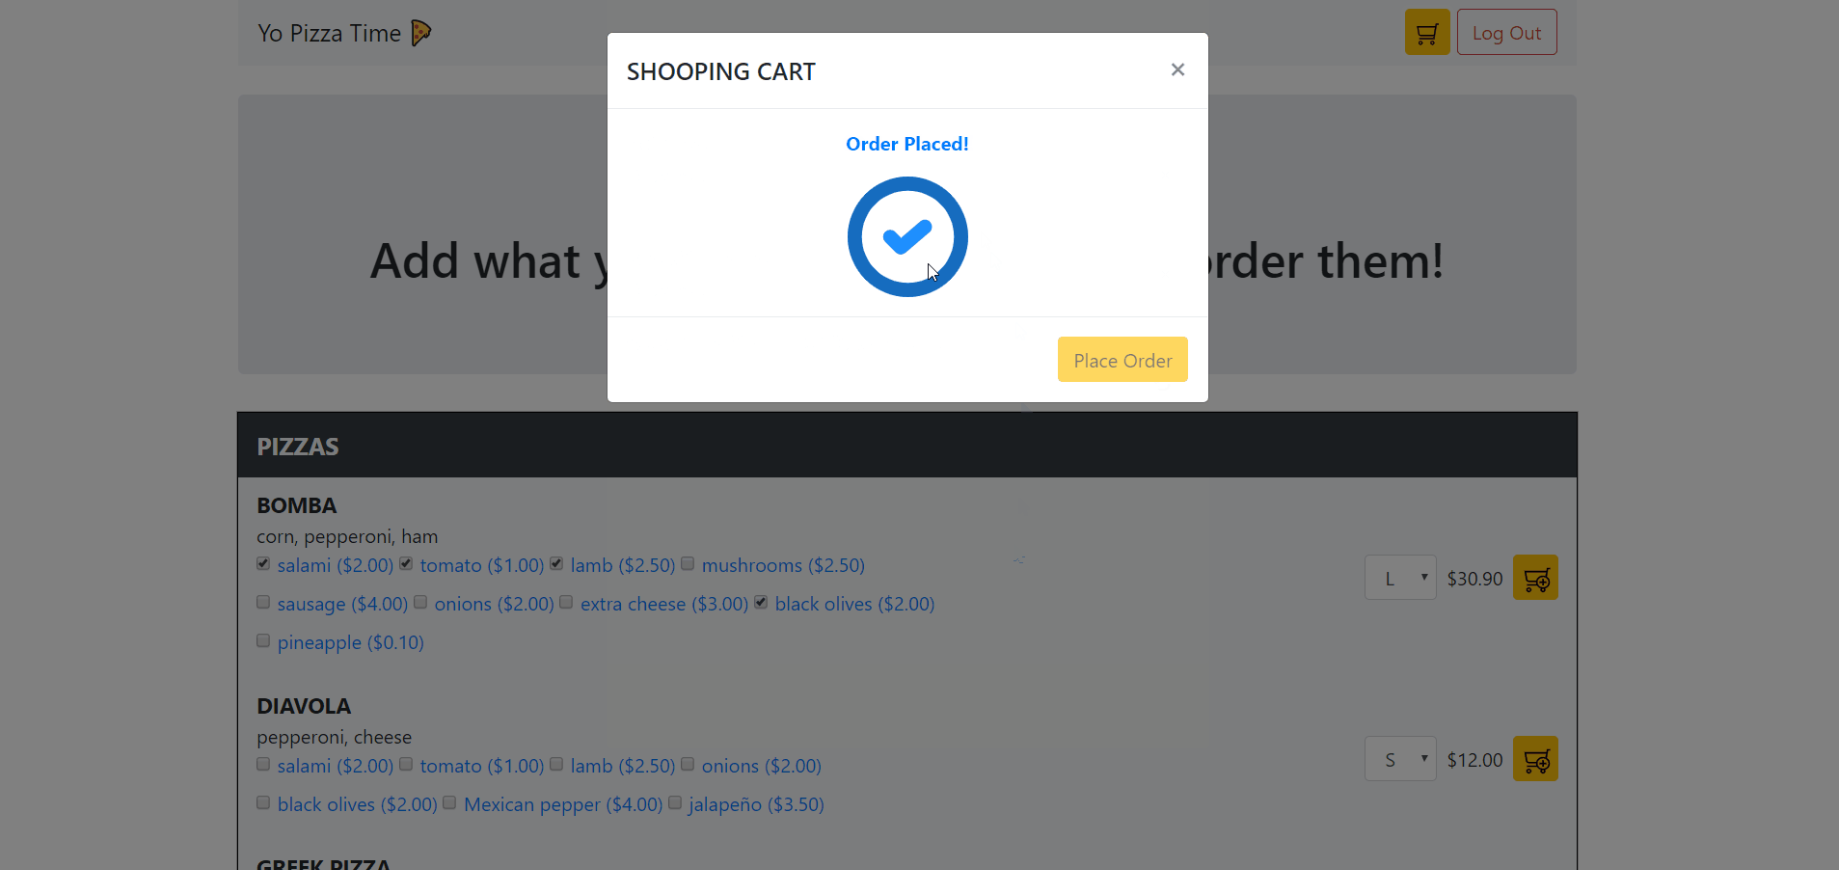 Yo Pizza Time
Log Out
SHOOPING CART
×
Order Placed!
Add what
order them!
Place Order
PIZZAS
BOMBA
corn, pepperoni, ham
salami ($2.00) tomato ($1.00) lamb ($2.50) mushrooms ($2.50)
sausage ($4.00) onions ($2.00) extra cheese ($3.00) black olives ($2.00)
pineapple ($0.10)
L $30.90
DIAVOLA
pepperoni, cheese
salami ($2.00) tomato ($1.00) lamb ($2.50) onions ($2.00)
black olives ($2.00) Mexican pepper ($4.00) jalapeño ($3.50)
S $12.00
GREEK PIZZA